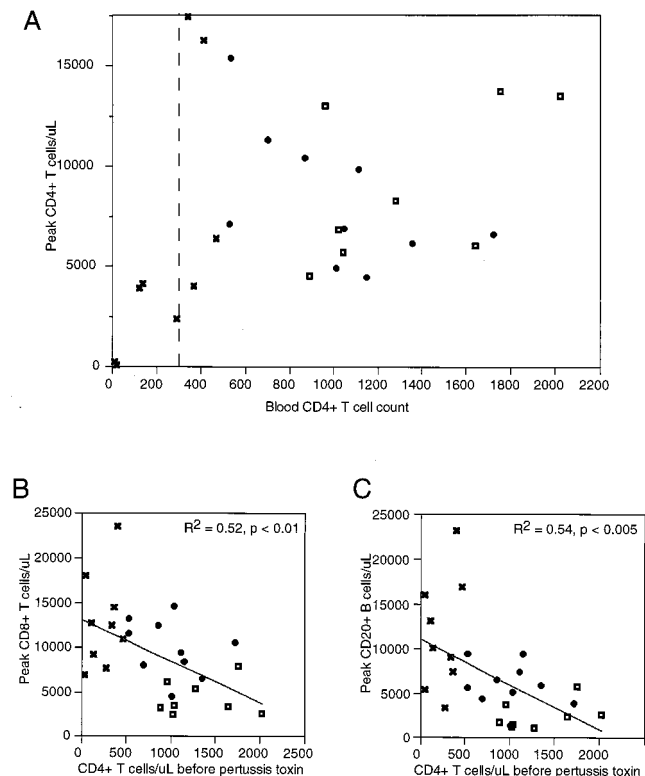 A
Peak CD4+ T cells/uL
15000
10000
5000
0
0 200 400 600 800 1000 1200 1400 1600 1800 2000 2200
Blood CD4+ T cell count
B
Peak CD8+ T cells/uL
25000
20000
15000
10000
5000
0
R2 = 0.52, p < 0.01
0 500 1000 1500 2000 2500
CD4+ T cells/uL before pertussis toxin
C
Peak CD20+ B cells/uL
25000
20000
15000
10000
5000
0
R2 = 0.54, p < 0.005
0 500 1000 1500 2000
CD4+ T cells/uL before pertussis toxin